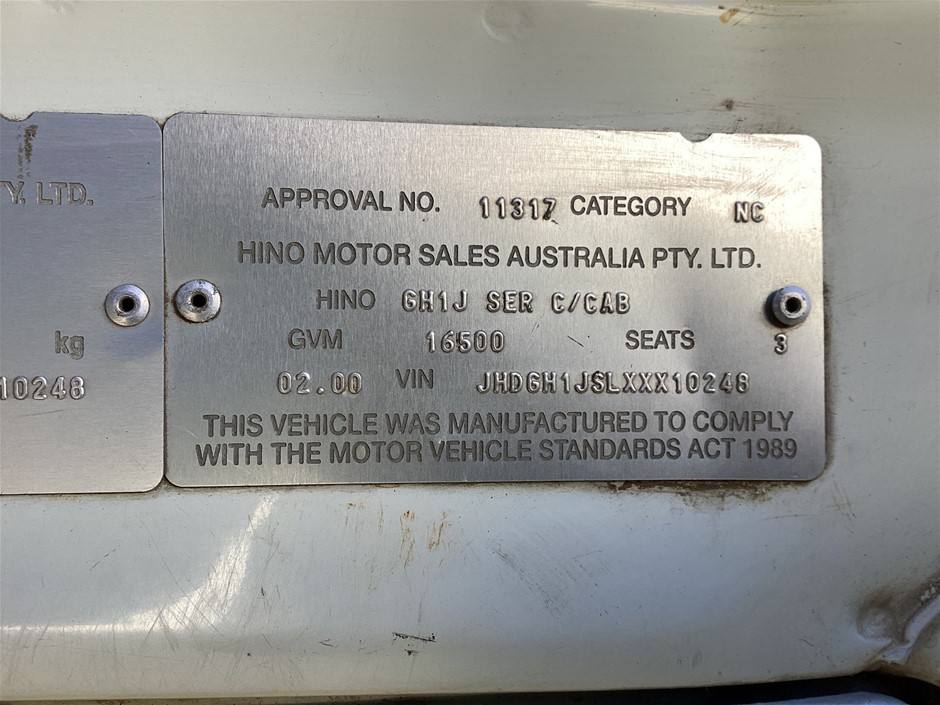 Y. LTD.
kg
10248
APPROVAL NO. 11317 CATEGORY NC
HINO MOTOR SALES AUSTRALIA PTY. LTD.
HINO GH1J SER C/CAB
GVM 16500 SEATS 3
02.00 VIN JHDGH1JSLXXX10248
THIS VEHICLE WAS MANUFACTURED TO COMPLY
WITH THE MOTOR VEHICLE STANDARDS ACT 1989